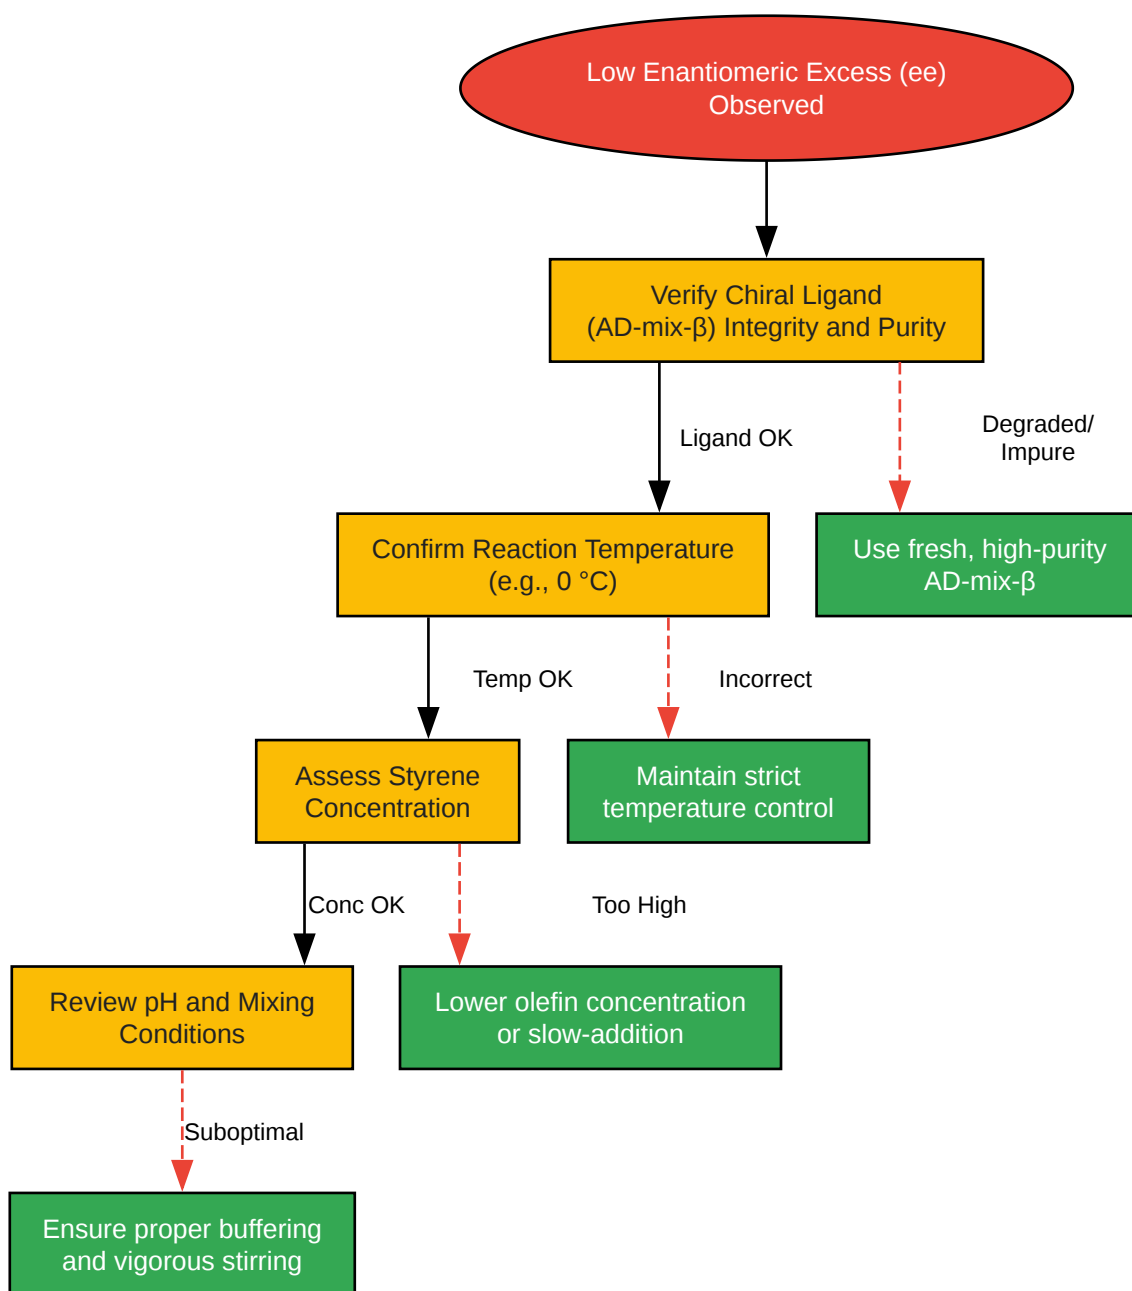 Low Enantiomeric Excess (ee)
Observed
Verify Chiral Ligand
(AD-mix-β) Integrity and Purity
Ligand OK
Degraded/
Impure
Confirm Reaction Temperature
(e.g., 0 °C)
Use fresh, high-purity
AD-mix-β
Temp OK
Incorrect
Assess Styrene
Concentration
Maintain strict
temperature control
Conc OK
Too High
Review pH and Mixing
Conditions
Lower olefin concentration
or slow-addition
Suboptimal
Ensure proper buffering
and vigorous stirring